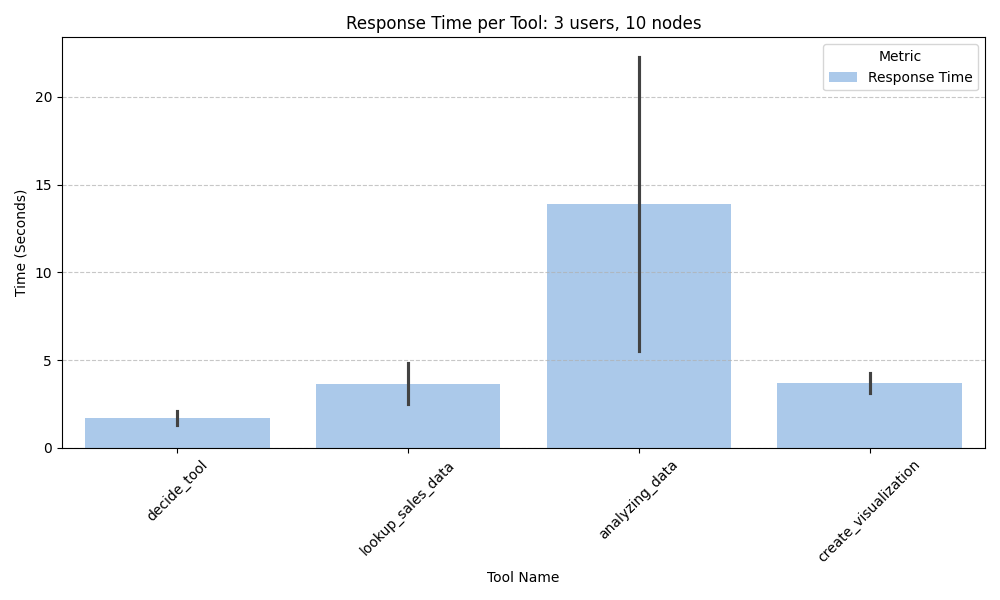 Response Time per Tool: 3 users, 10 nodes
Metric
Response Time
Time (Seconds)
20
15
10
5
0
decide_tool
lookup_sales_data
analyzing_data
create_visualization
Tool Name